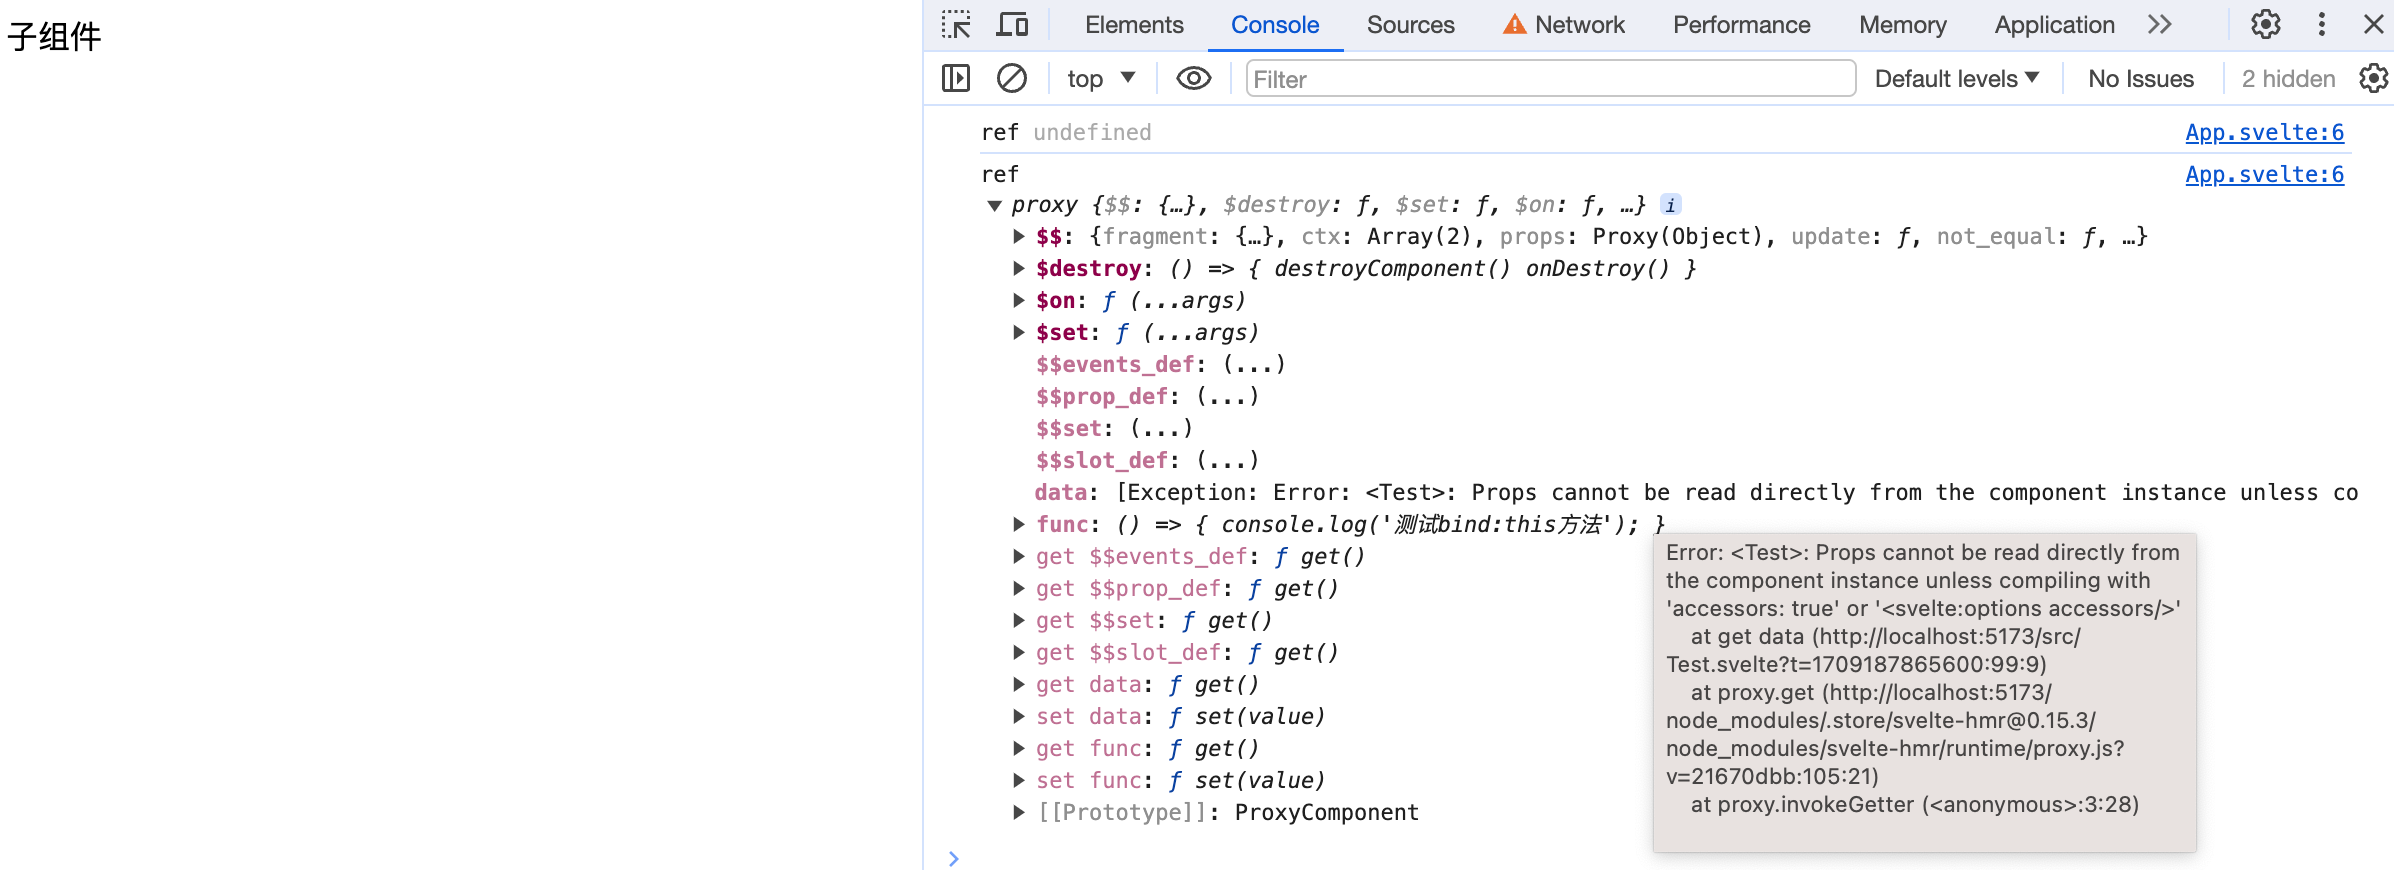 子组件
Elements Console Sources Network Performance Memory Application
top Filter Default levels No Issues 2 hidden
ref undefined App.svelte:6
ref App.svelte:6
proxy {$$: {…}, $destroy: ƒ, $set: ƒ, $on: ƒ, …} i
$$: {fragment: {…}, ctx: Array(2), props: Proxy(Object), update: ƒ, not_equal: ƒ, …}
$destroy: () => { destroyComponent() onDestroy() }
$on: ƒ (...args)
$set: ƒ (...args)
$$events_def: (...)
$$prop_def: (...)
$$set: (...)
$$slot_def: (...)
data: [Exception: Error: <Test>: Props cannot be read directly from the component instance unless co
func: () => { console.log('测试bind:this方法'); }
get $$events_def: ƒ get()
get $$prop_def: ƒ get()
get $$set: ƒ get()
get $$slot_def: ƒ get()
get data: ƒ get()
set data: ƒ set(value)
get func: ƒ get()
set func: ƒ set(value)
[[Prototype]]: ProxyComponent
Error: <Test>: Props cannot be read directly from
the component instance unless compiling with
'accessors: true' or '<svelte:options accessors/>'
at get data (http://localhost:5173/src/
Test.svelte?t=1709187865600:99:9)
at proxy.get (http://localhost:5173/
node_modules/.store/svelte-hmr@0.15.3/
node_modules/svelte-hmr/runtime/proxy.js?
v=21670dbb:105:21)
at proxy.invokeGetter (<anonymous>:3:28)